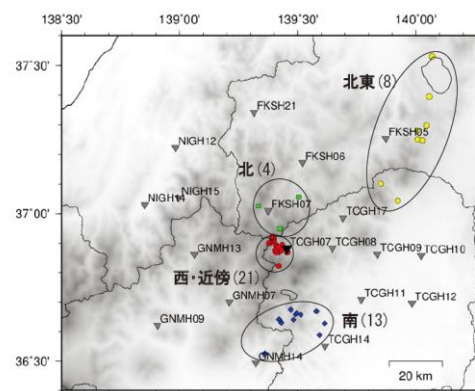 138°30' 139°00' 139°30' 140°00'
37°30'
北東(8)
FKSH21
FKSH05
NIGH12
FKSH06
北(4)
NIGH15
NIGH14
FKSH07
37°00'
TCGH17
TCGH07 TCGH08
GNMH13
TCGH09 TCGH10
西・近傍(21)
GNMH07
TCGH11 TCGH12
GNMH09
南(13)
TCGH14
36°30'
GNMH14
20 km